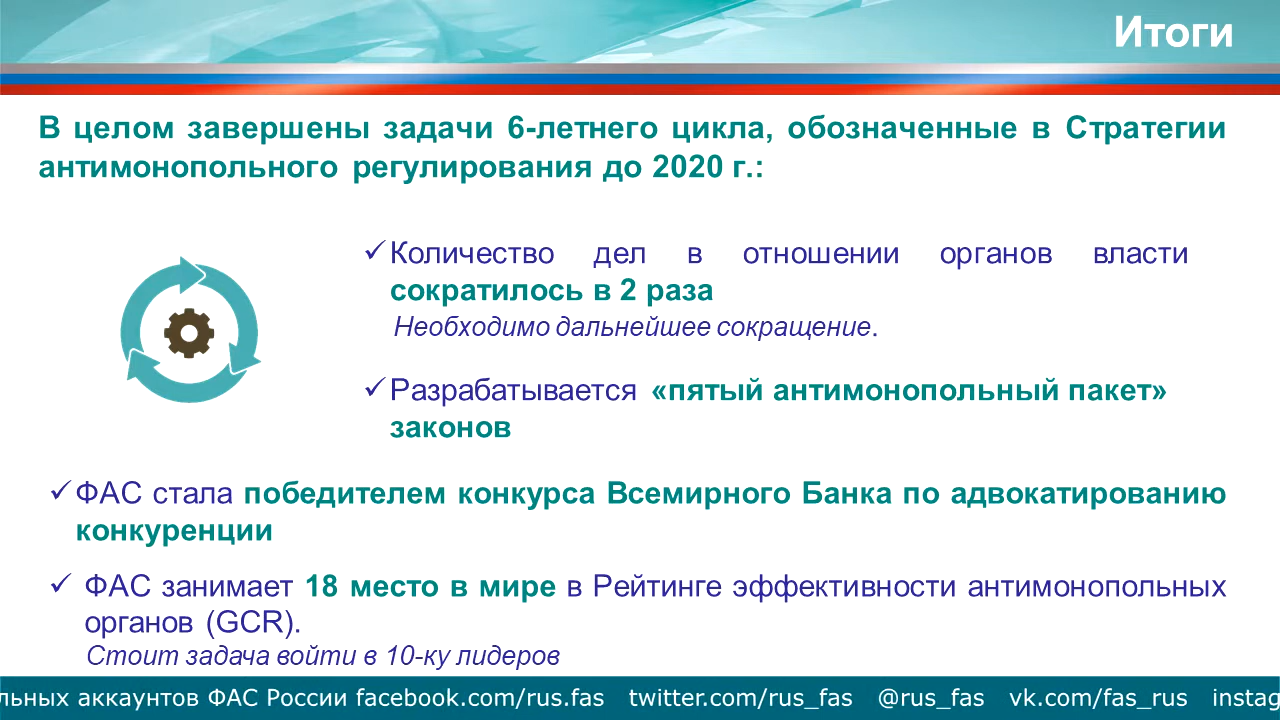 Итоги
В целом завершены задачи 6-летнего цикла, обозначенные в Стратегии
антимонопольного регулирования до 2020 г.:
✓Количество дел в отношении органов власти
сократилось в 2 раза
Необходимо дальнейшее сокращение.
✓Разрабатывается «пятый антимонопольный пакет»
законов
✓ФАС стала победителем конкурса Всемирного Банка по адвокатированию
конкуренции
✓ ФАС занимает 18 место в мире в Рейтинге эффективности антимонопольных
органов (GCR).
Стоит задача войти в 10-ку лидеров
льных аккаунтов ФАС России facebook.com/rus.fas twitter.com/rus_fas @rus_fas vk.com/fas_rus instag